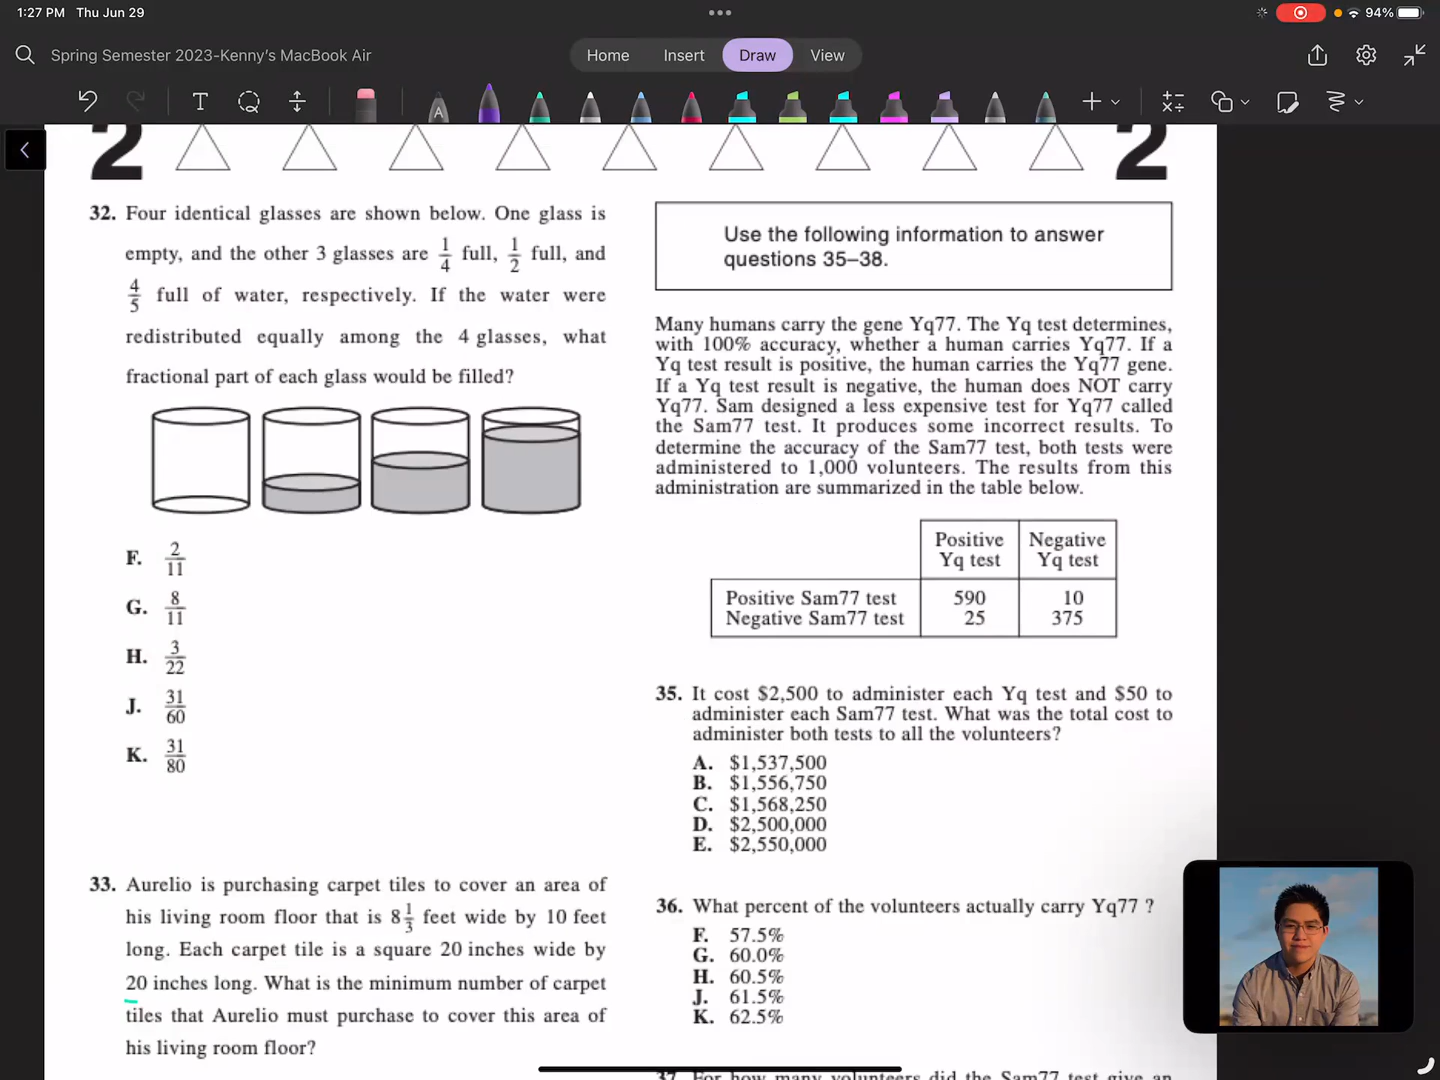 1:27 PM Thu Jun 29
94%
Spring Semester 2023-Kenny's MacBook Air
Home Insert Draw View
T
A
2 2
32. Four identical glasses are shown below. One glass is
empty, and the other 3 glasses are 1/4 full, 1/2 full, and
4/5 full of water, respectively. If the water were
redistributed equally among the 4 glasses, what
fractional part of each glass would be filled?
F. 2/11
G. 8/11
H. 3/22
J. 31/60
K. 31/80
33. Aurelio is purchasing carpet tiles to cover an area of
his living room floor that is 8 1/3 feet wide by 10 feet
long. Each carpet tile is a square 20 inches wide by
20 inches long. What is the minimum number of carpet
tiles that Aurelio must purchase to cover this area of
his living room floor?
Use the following information to answer
questions 35–38.
Many humans carry the gene Yq77. The Yq test determines,
with 100% accuracy, whether a human carries Yq77. If a
Yq test result is positive, the human carries the Yq77 gene.
If a Yq test result is negative, the human does NOT carry
Yq77. Sam designed a less expensive test for Yq77 called
the Sam77 test. It produces some incorrect results. To
determine the accuracy of the Sam77 test, both tests were
administered to 1,000 volunteers. The results from this
administration are summarized in the table below.
Positive Negative
Yq test Yq test
Positive Sam77 test 590 10
Negative Sam77 test 25 375
35. It cost $2,500 to administer each Yq test and $50 to
administer each Sam77 test. What was the total cost to
administer both tests to all the volunteers?
A. $1,537,500
B. $1,556,750
C. $1,568,250
D. $2,500,000
E. $2,550,000
36. What percent of the volunteers actually carry Yq77 ?
F. 57.5%
G. 60.0%
H. 60.5%
J. 61.5%
K. 62.5%
37. For how many volunteers did the Sam77 test give an